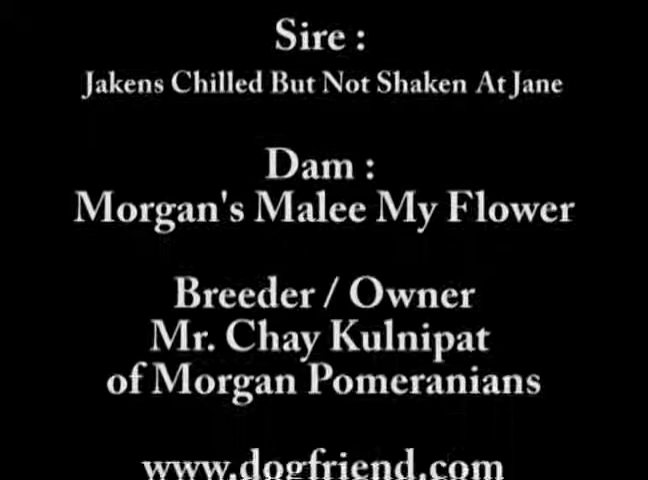 Sire :
Jakens Chilled But Not Shaken At Jane
Dam :
Morgan's Malee My Flower
Breeder / Owner
Mr. Chay Kulnipat
of Morgan Pomeranians
www.dogfriend.com